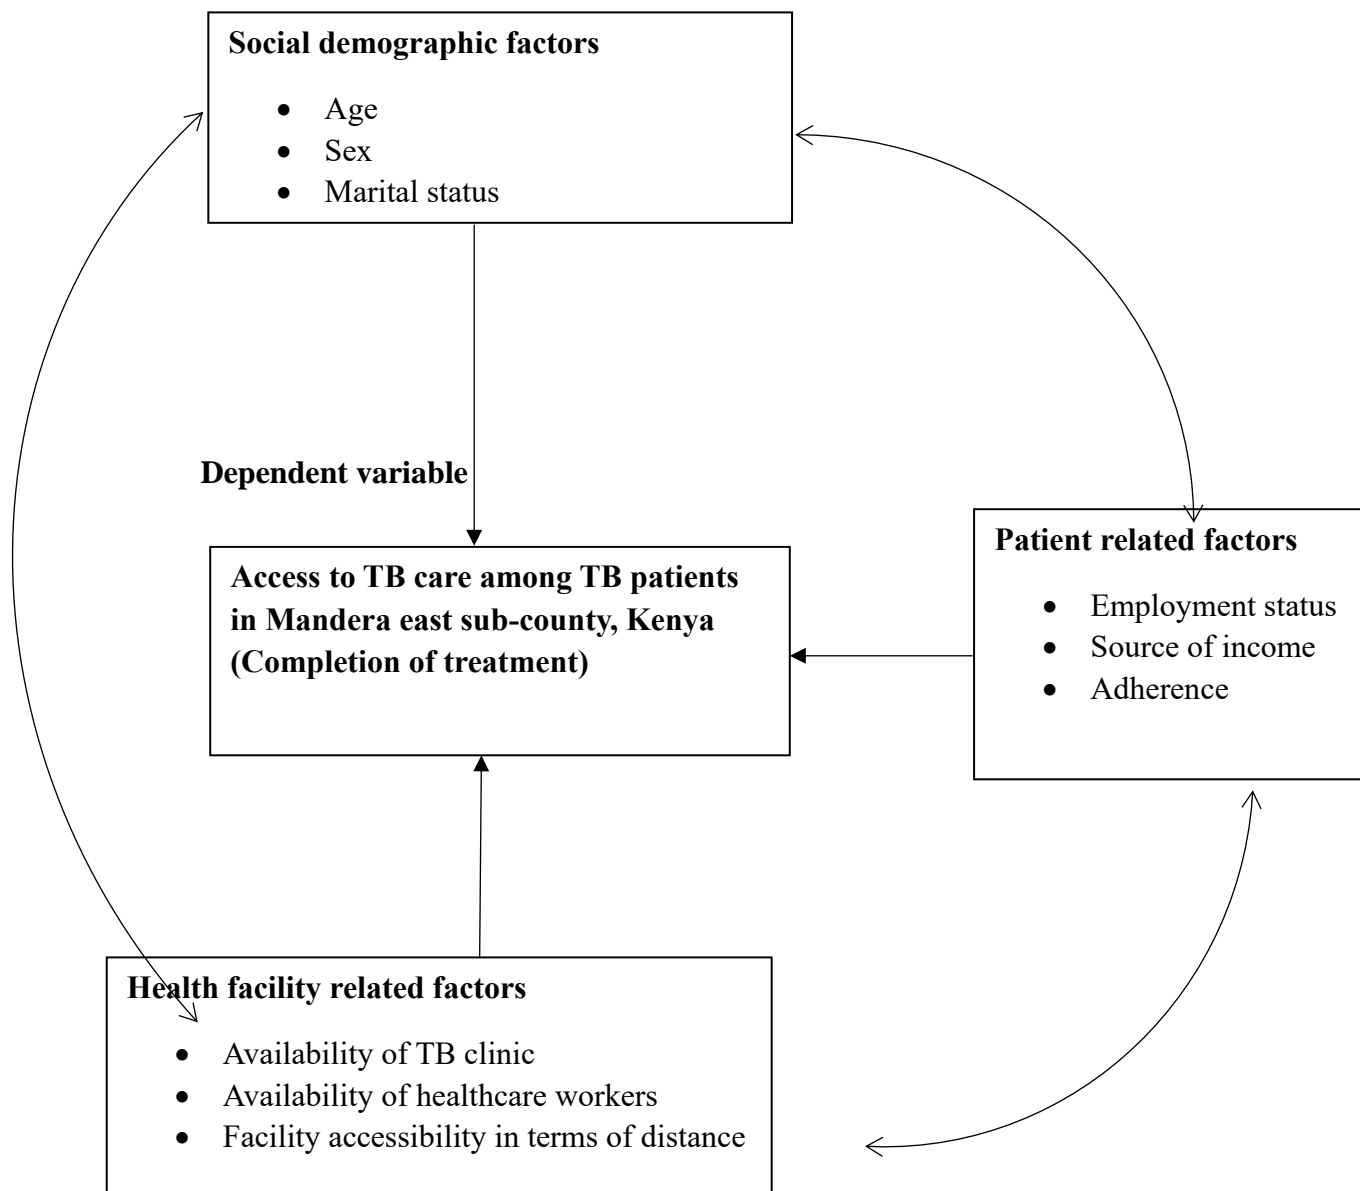 Social demographic factors
• Age
• Sex
• Marital status
Dependent variable
Access to TB care among TB patients
in Mandera east sub-county, Kenya
(Completion of treatment)
Patient related factors
• Employment status
• Source of income
• Adherence
Health facility related factors
• Availability of TB clinic
• Availability of healthcare workers
• Facility accessibility in terms of distance